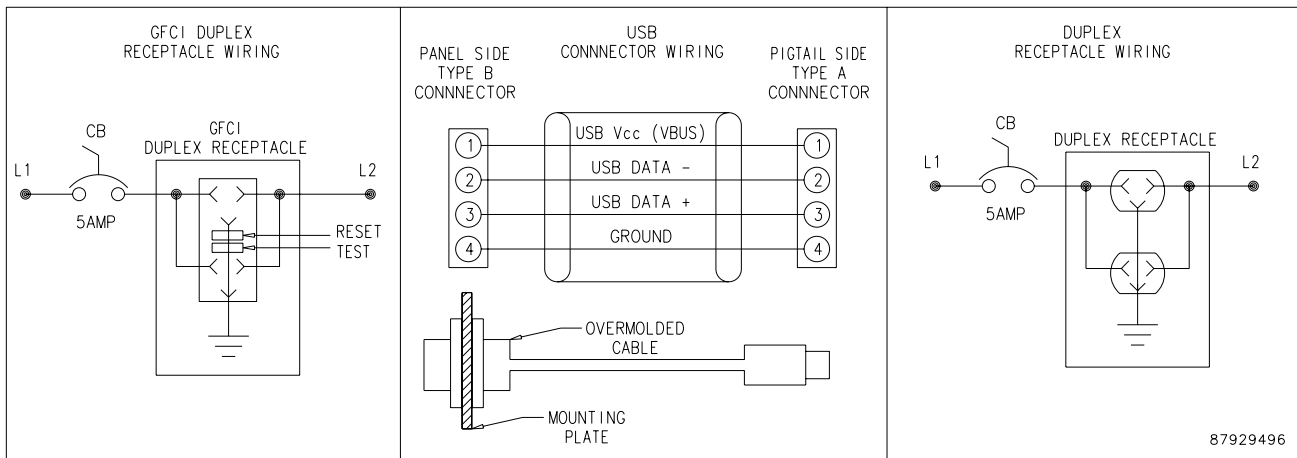 GFCI DUPLEX
RECEPTACLE WIRING
CB
GFCI
DUPLEX RECEPTACLE
L1
L2
5AMP
RESET
TEST
USB
CONNNECTOR WIRING
PANEL SIDE
TYPE B
CONNNECTOR
PIGTAIL SIDE
TYPE A
CONNNECTOR
1 USB Vcc (VBUS) 1
2 USB DATA - 2
3 USB DATA + 3
4 GROUND 4
OVERMOLDED
CABLE
MOUNTING
PLATE
DUPLEX
RECEPTACLE WIRING
CB
DUPLEX RECEPTACLE
L1
L2
5AMP
87929496